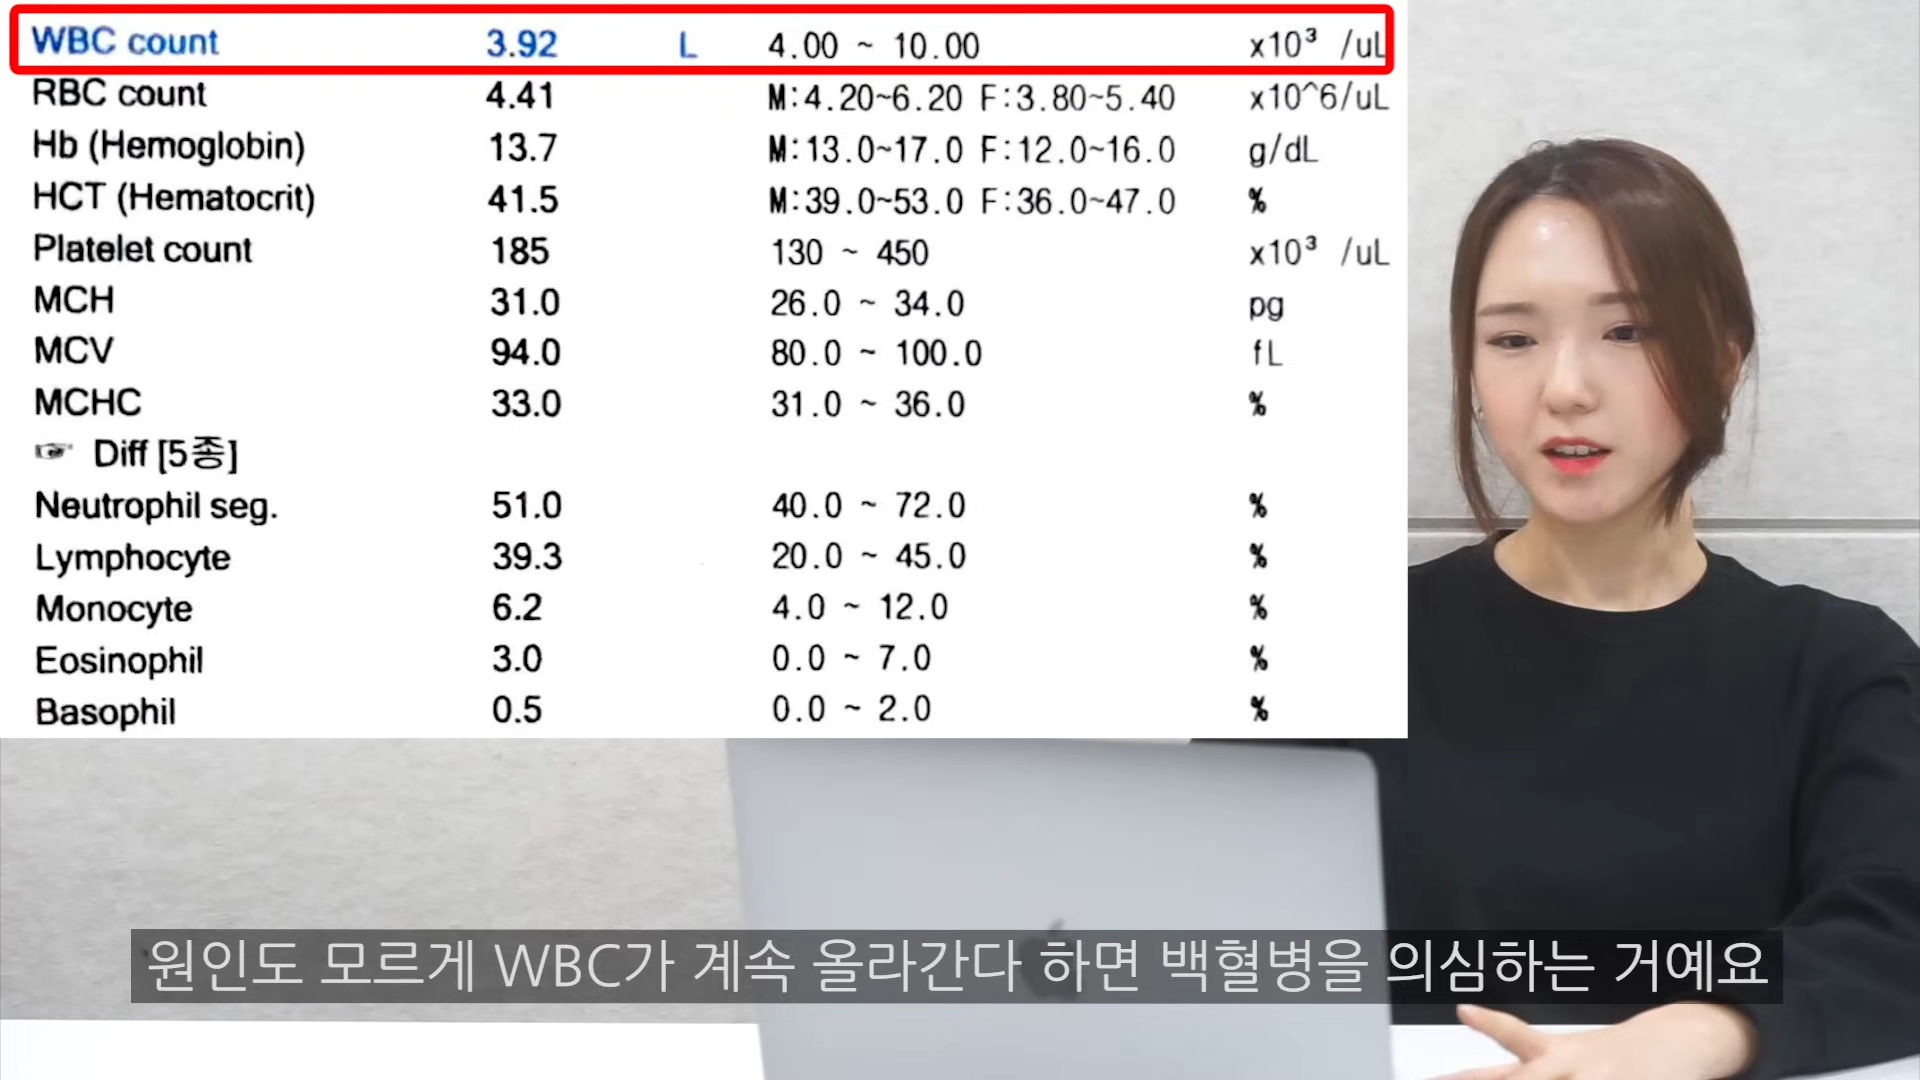 WBC count 3.92 L 4.00 ~ 10.00 x10³ /uL
RBC count 4.41 M:4.20~6.20 F:3.80~5.40 x10^6/uL
Hb (Hemoglobin) 13.7 M:13.0~17.0 F:12.0~16.0 g/dL
HCT (Hematocrit) 41.5 M:39.0~53.0 F:36.0~47.0 %
Platelet count 185 130 ~ 450 x10³ /uL
MCH 31.0 26.0 ~ 34.0 pg
MCV 94.0 80.0 ~ 100.0 fL
MCHC 33.0 31.0 ~ 36.0 %
☞ Diff [5종]
Neutrophil seg. 51.0 40.0 ~ 72.0 %
Lymphocyte 39.3 20.0 ~ 45.0 %
Monocyte 6.2 4.0 ~ 12.0 %
Eosinophil 3.0 0.0 ~ 7.0 %
Basophil 0.5 0.0 ~ 2.0 %
원인도 모르게 WBC가 계속 올라간다 하면 백혈병을 의심하는 거예요